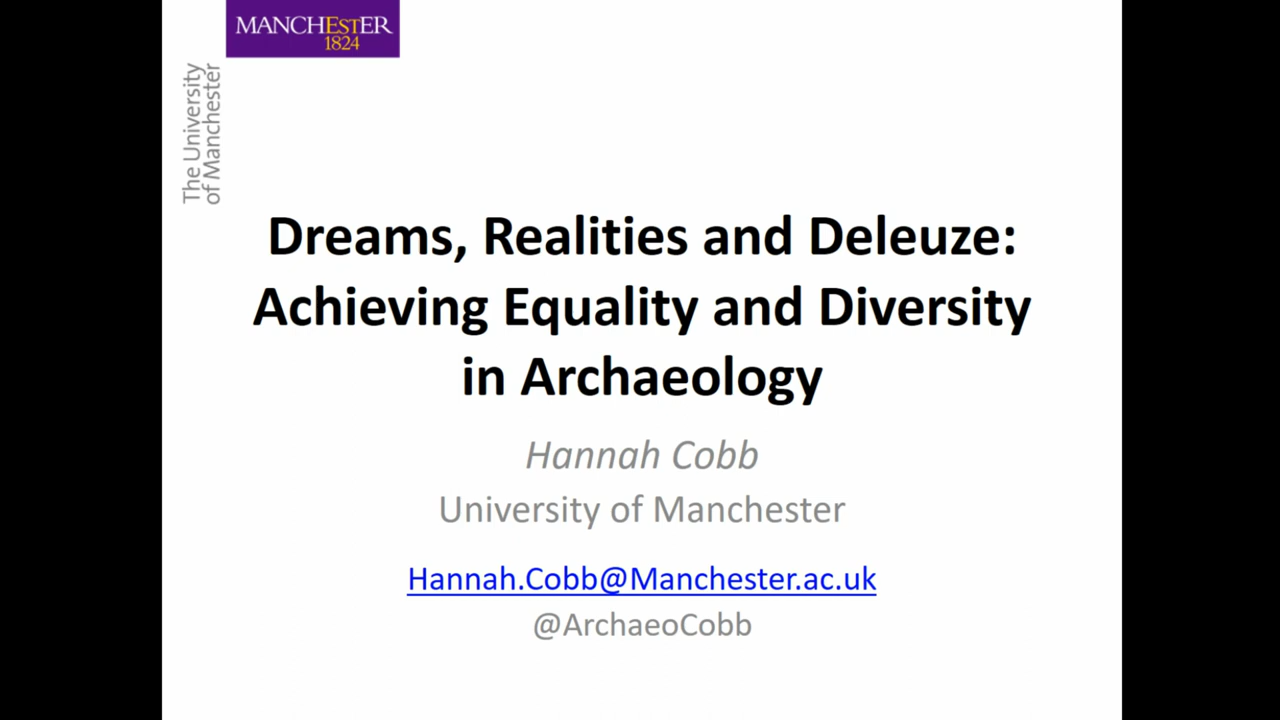 MANCHESTER
1824
The University
of Manchester
Dreams, Realities and Deleuze:
Achieving Equality and Diversity
in Archaeology
Hannah Cobb
University of Manchester
Hannah.Cobb@Manchester.ac.uk
@ArchaeoCobb